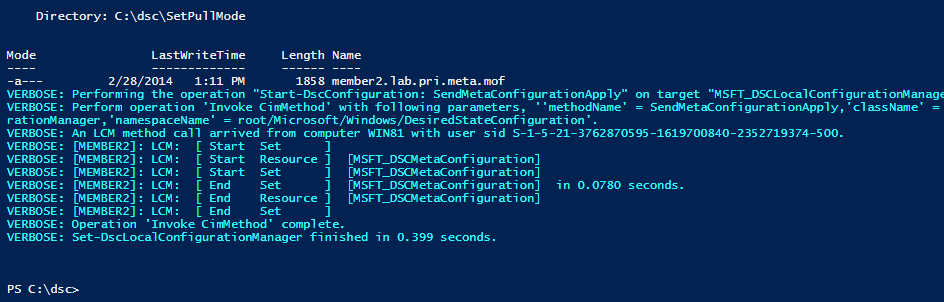 Directory: C:\dsc\SetPullMode
Mode LastWriteTime Length Name
---- ------------- ------ ----
-a--- 2/28/2014 1:11 PM 1858 member2.lab.pri.meta.mof
VERBOSE: Performing the operation "Start-DscConfiguration: SendMetaConfigurationApply" on target "MSFT_DSCLocalConfigurationManage
VERBOSE: Perform operation 'Invoke CimMethod' with following parameters, ''methodName' = SendMetaConfigurationApply,'className' =
rationManager,'namespaceName' = root/Microsoft/Windows/DesiredStateConfiguration'.
VERBOSE: An LCM method call arrived from computer WIN81 with user sid S-1-5-21-3762870595-1619700840-2352719374-500.
VERBOSE: [MEMBER2]: LCM: [ Start Set ]
VERBOSE: [MEMBER2]: LCM: [ Start Resource ] [MSFT_DSCMetaConfiguration]
VERBOSE: [MEMBER2]: LCM: [ Start Set ] [MSFT_DSCMetaConfiguration]
VERBOSE: [MEMBER2]: LCM: [ End Set ] [MSFT_DSCMetaConfiguration] in 0.0780 seconds.
VERBOSE: [MEMBER2]: LCM: [ End Resource ] [MSFT_DSCMetaConfiguration]
VERBOSE: [MEMBER2]: LCM: [ End Set ]
VERBOSE: Operation 'Invoke CimMethod' complete.
VERBOSE: Set-DscLocalConfigurationManager finished in 0.399 seconds.
PS C:\dsc>